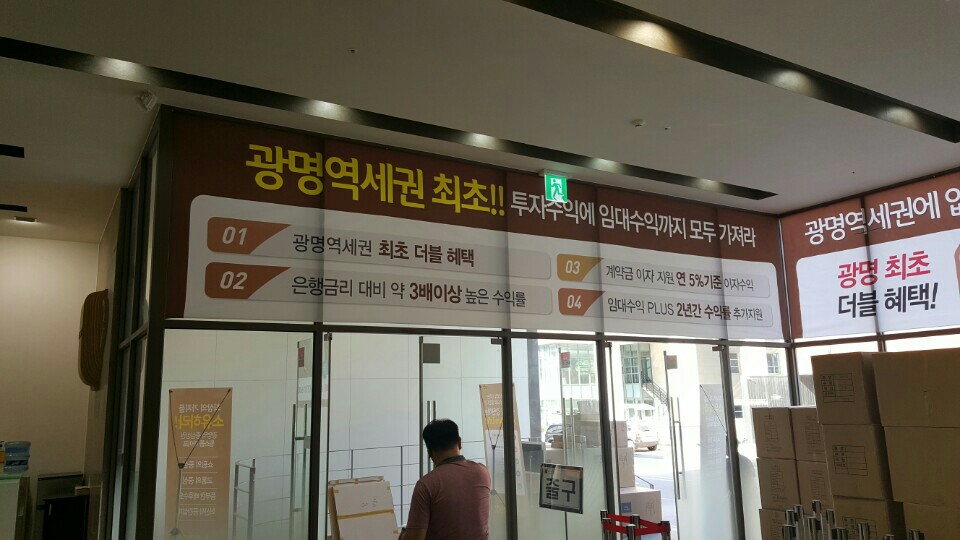 광명역세권 최초!! 투자수익에 임대수익까지 모두 가져라
01 광명역세권 최초 더블 혜택
02 은행금리 대비 약 3배이상 높은 수익률
03 계약금 이자 지원 연 5%기준 이자수익
04 임대수익 PLUS 2년간 수익률 추가지원
광명역세권에
광명 최초
더블 혜택!
출구